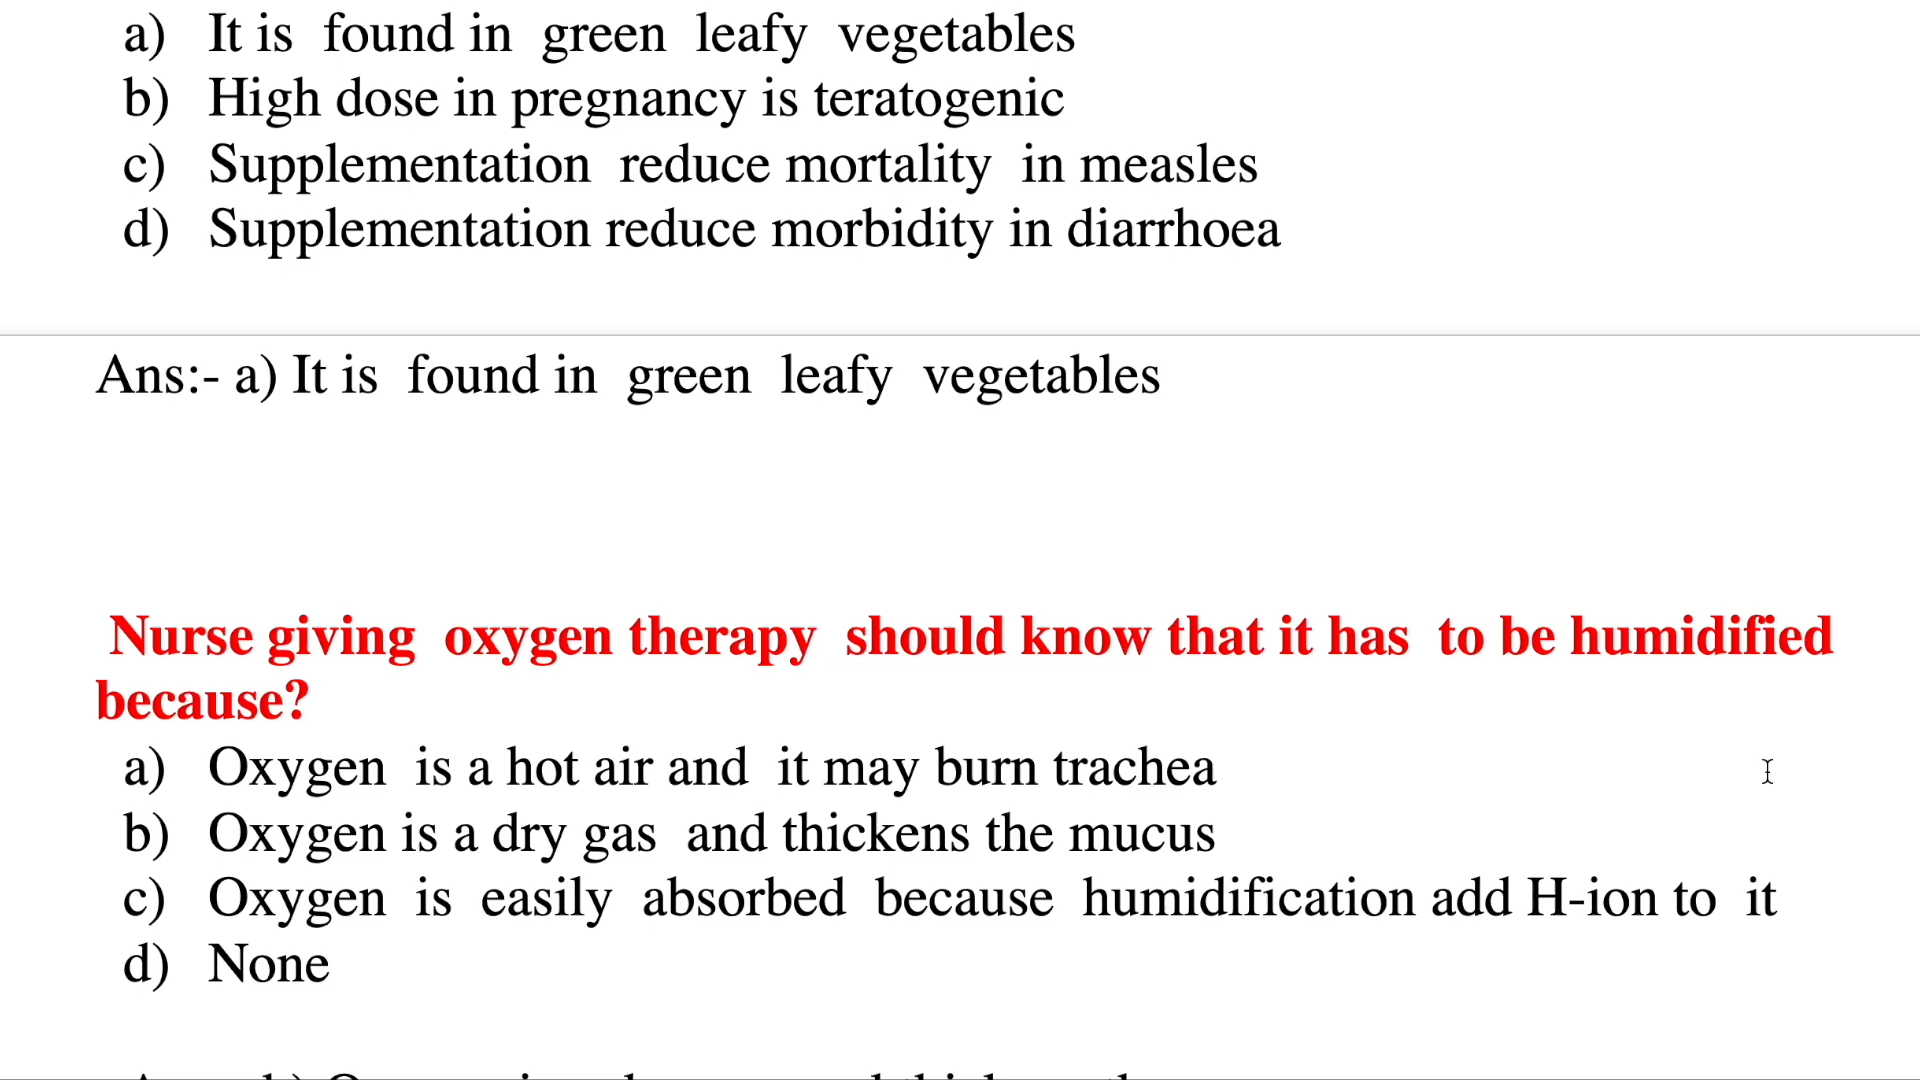 a) It is found in green leafy vegetables
b) High dose in pregnancy is teratogenic
c) Supplementation reduce mortality in measles
d) Supplementation reduce morbidity in diarrhoea
Ans:- a) It is found in green leafy vegetables
Nurse giving oxygen therapy should know that it has to be humidified
because?
a) Oxygen is a hot air and it may burn trachea
b) Oxygen is a dry gas and thickens the mucus
c) Oxygen is easily absorbed because humidification add H-ion to it
d) None